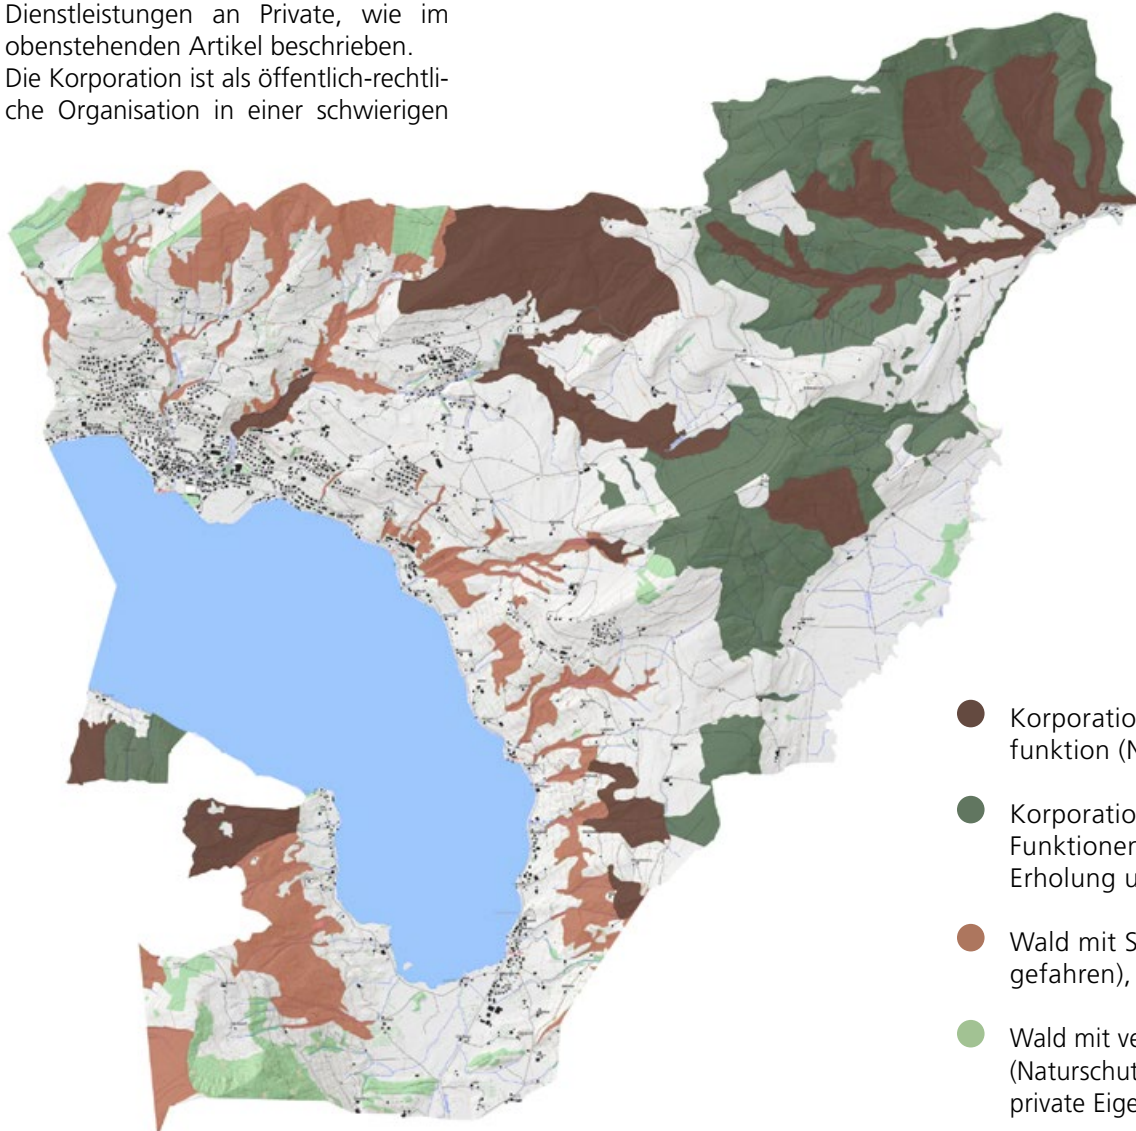 Dienstleistungen an Private, wie im
obenstehenden Artikel beschrieben.
Die Korporation ist als öffentlich-rechtli-
che Organisation in einer schwierigen
Korporatio
funktion (N
Korporatio
Funktionen
Erholung u
Wald mit S
gefahren),
Wald mit ve
(Naturschut
private Eige